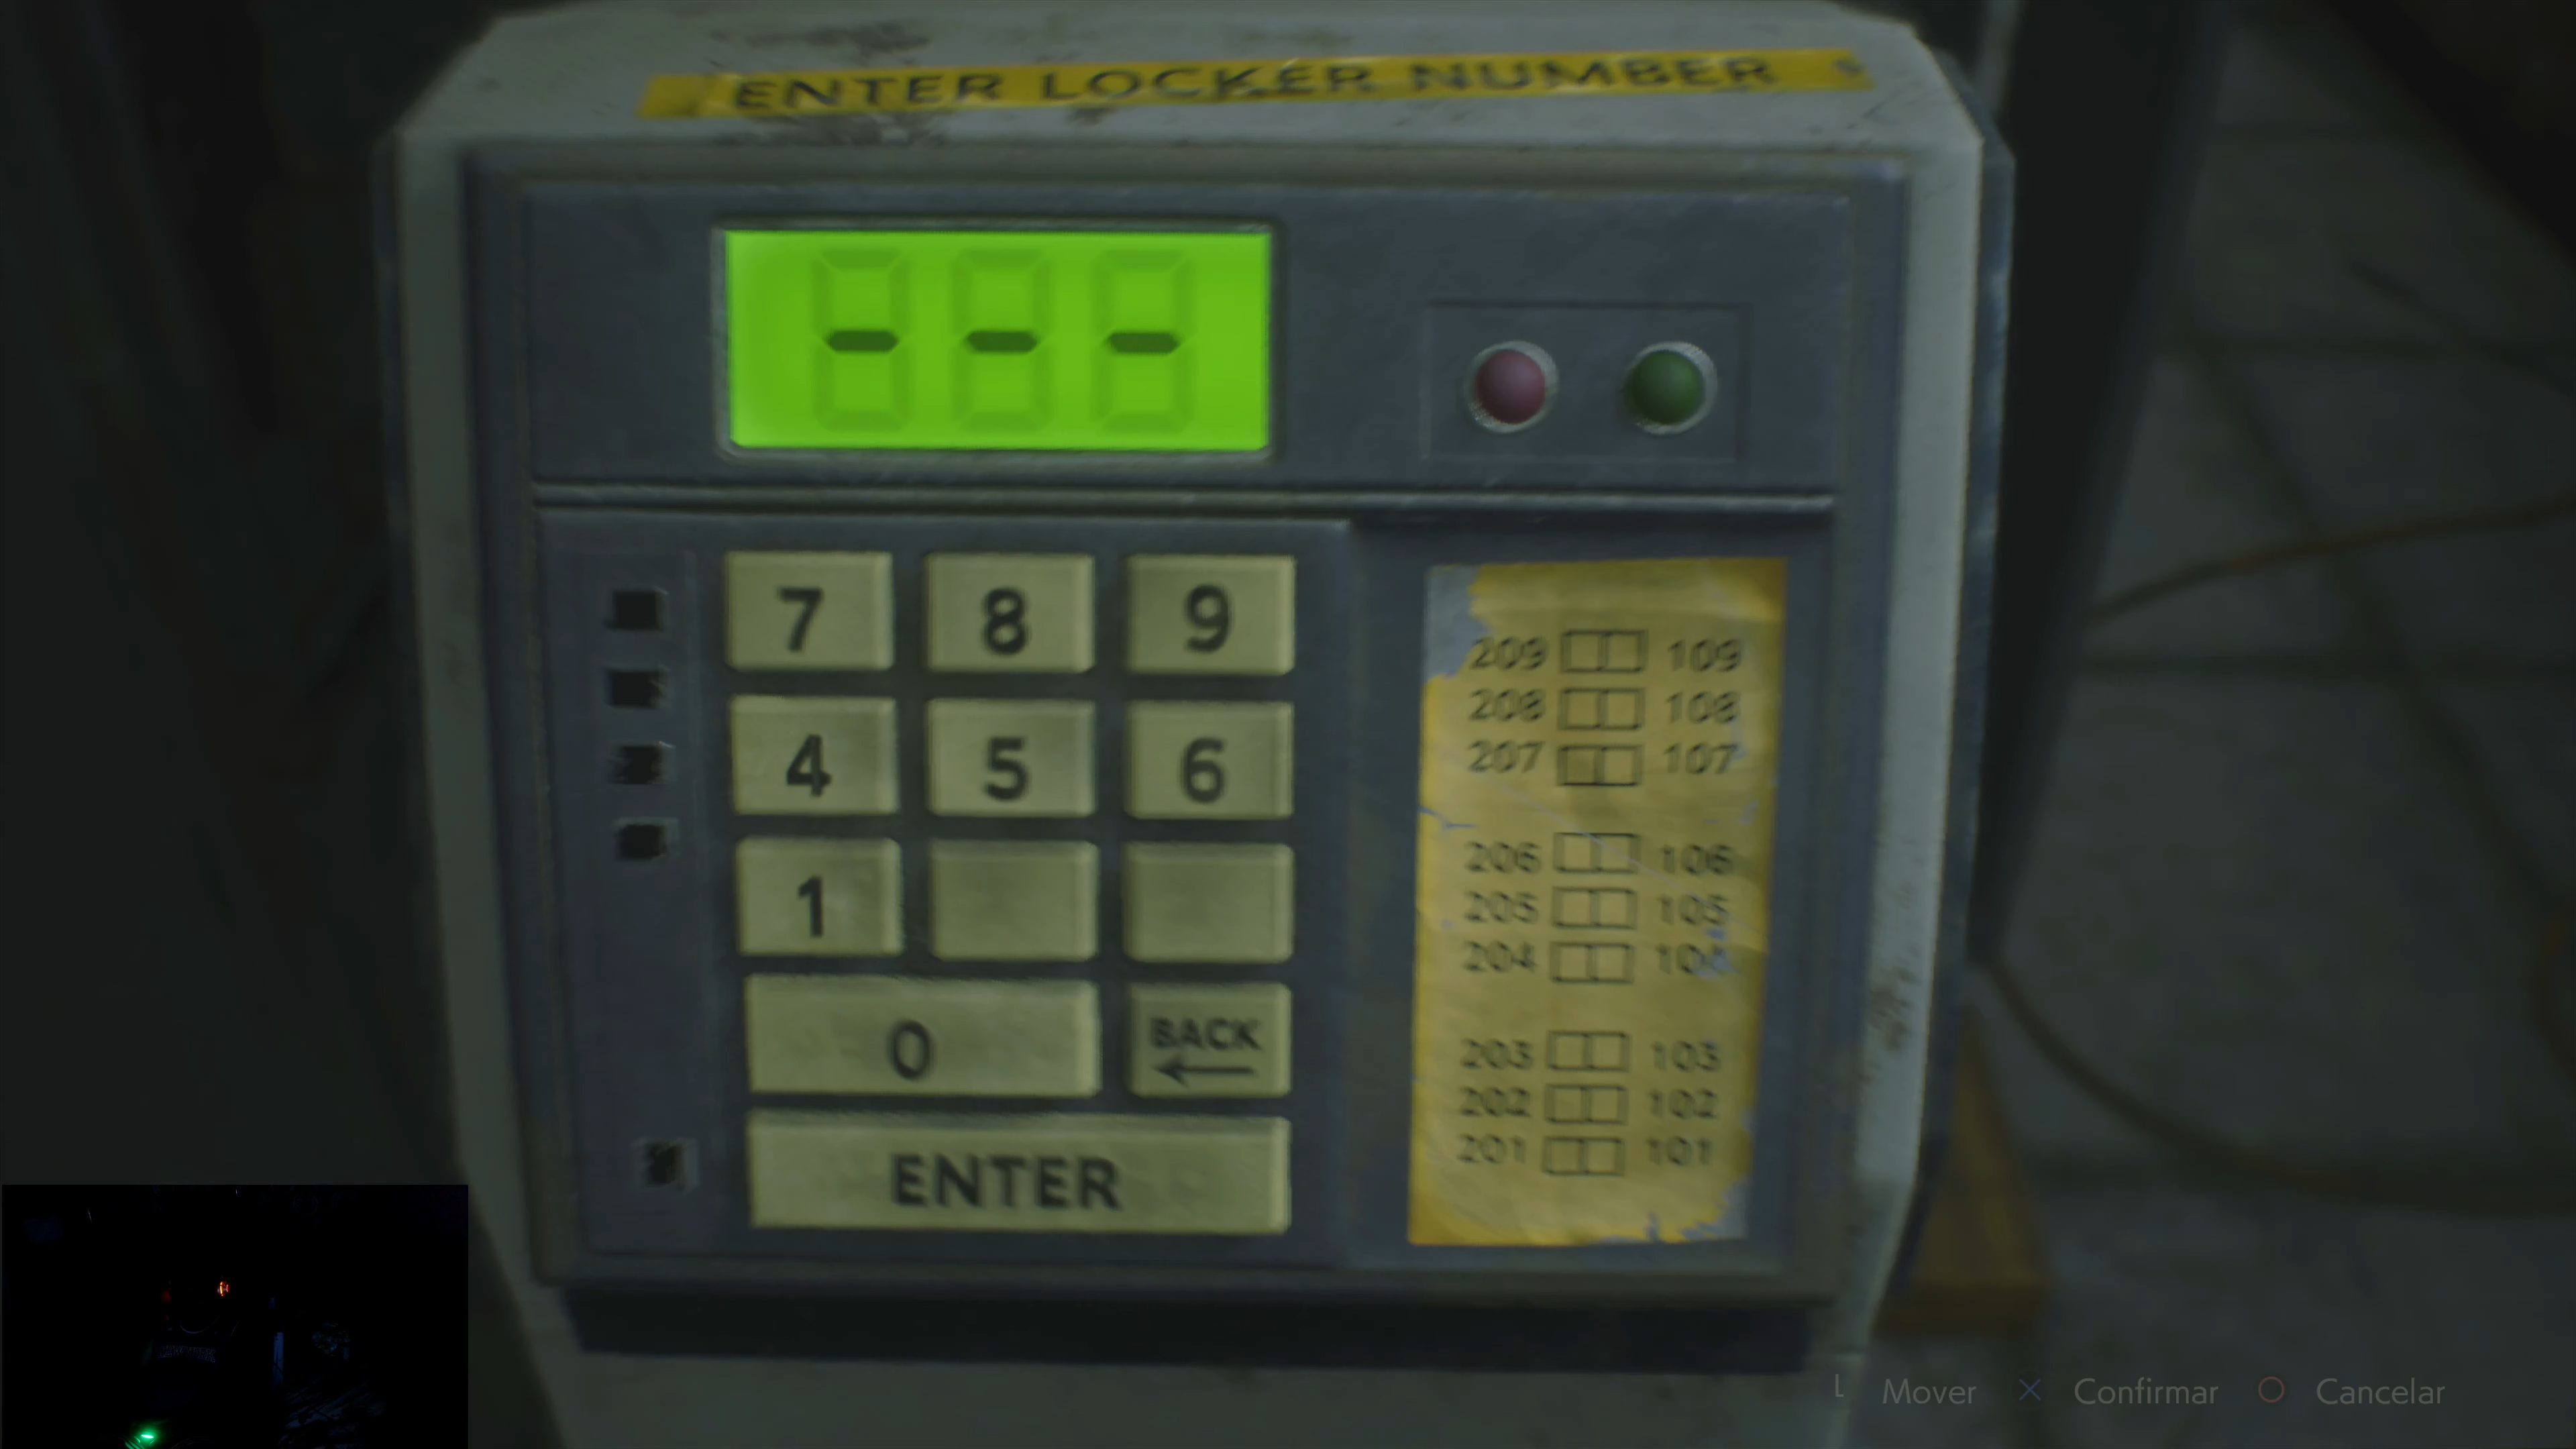 ENTER LOCKER NUMBER
7 8 9
4 5 6
1
0 BACK
ENTER
209 109
208 108
207 107
206 106
205 105
204 104
203 103
202 102
201 101
L Mover X Confirmar O Cancelar